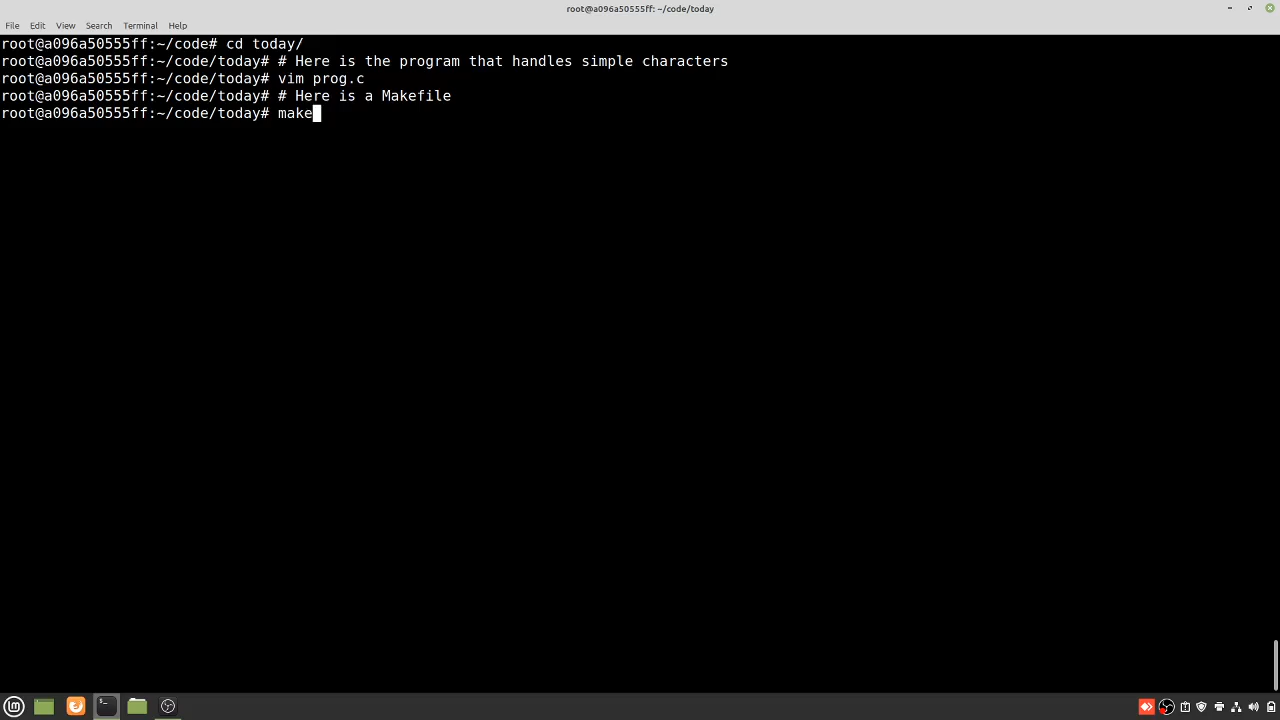 root@a096a50555ff: ~/code/today
File Edit View Search Terminal Help
root@a096a50555ff:~/code# cd today/
root@a096a50555ff:~/code/today# # Here is the program that handles simple characters
root@a096a50555ff:~/code/today# vim prog.c
root@a096a50555ff:~/code/today# # Here is a Makefile
root@a096a50555ff:~/code/today# make